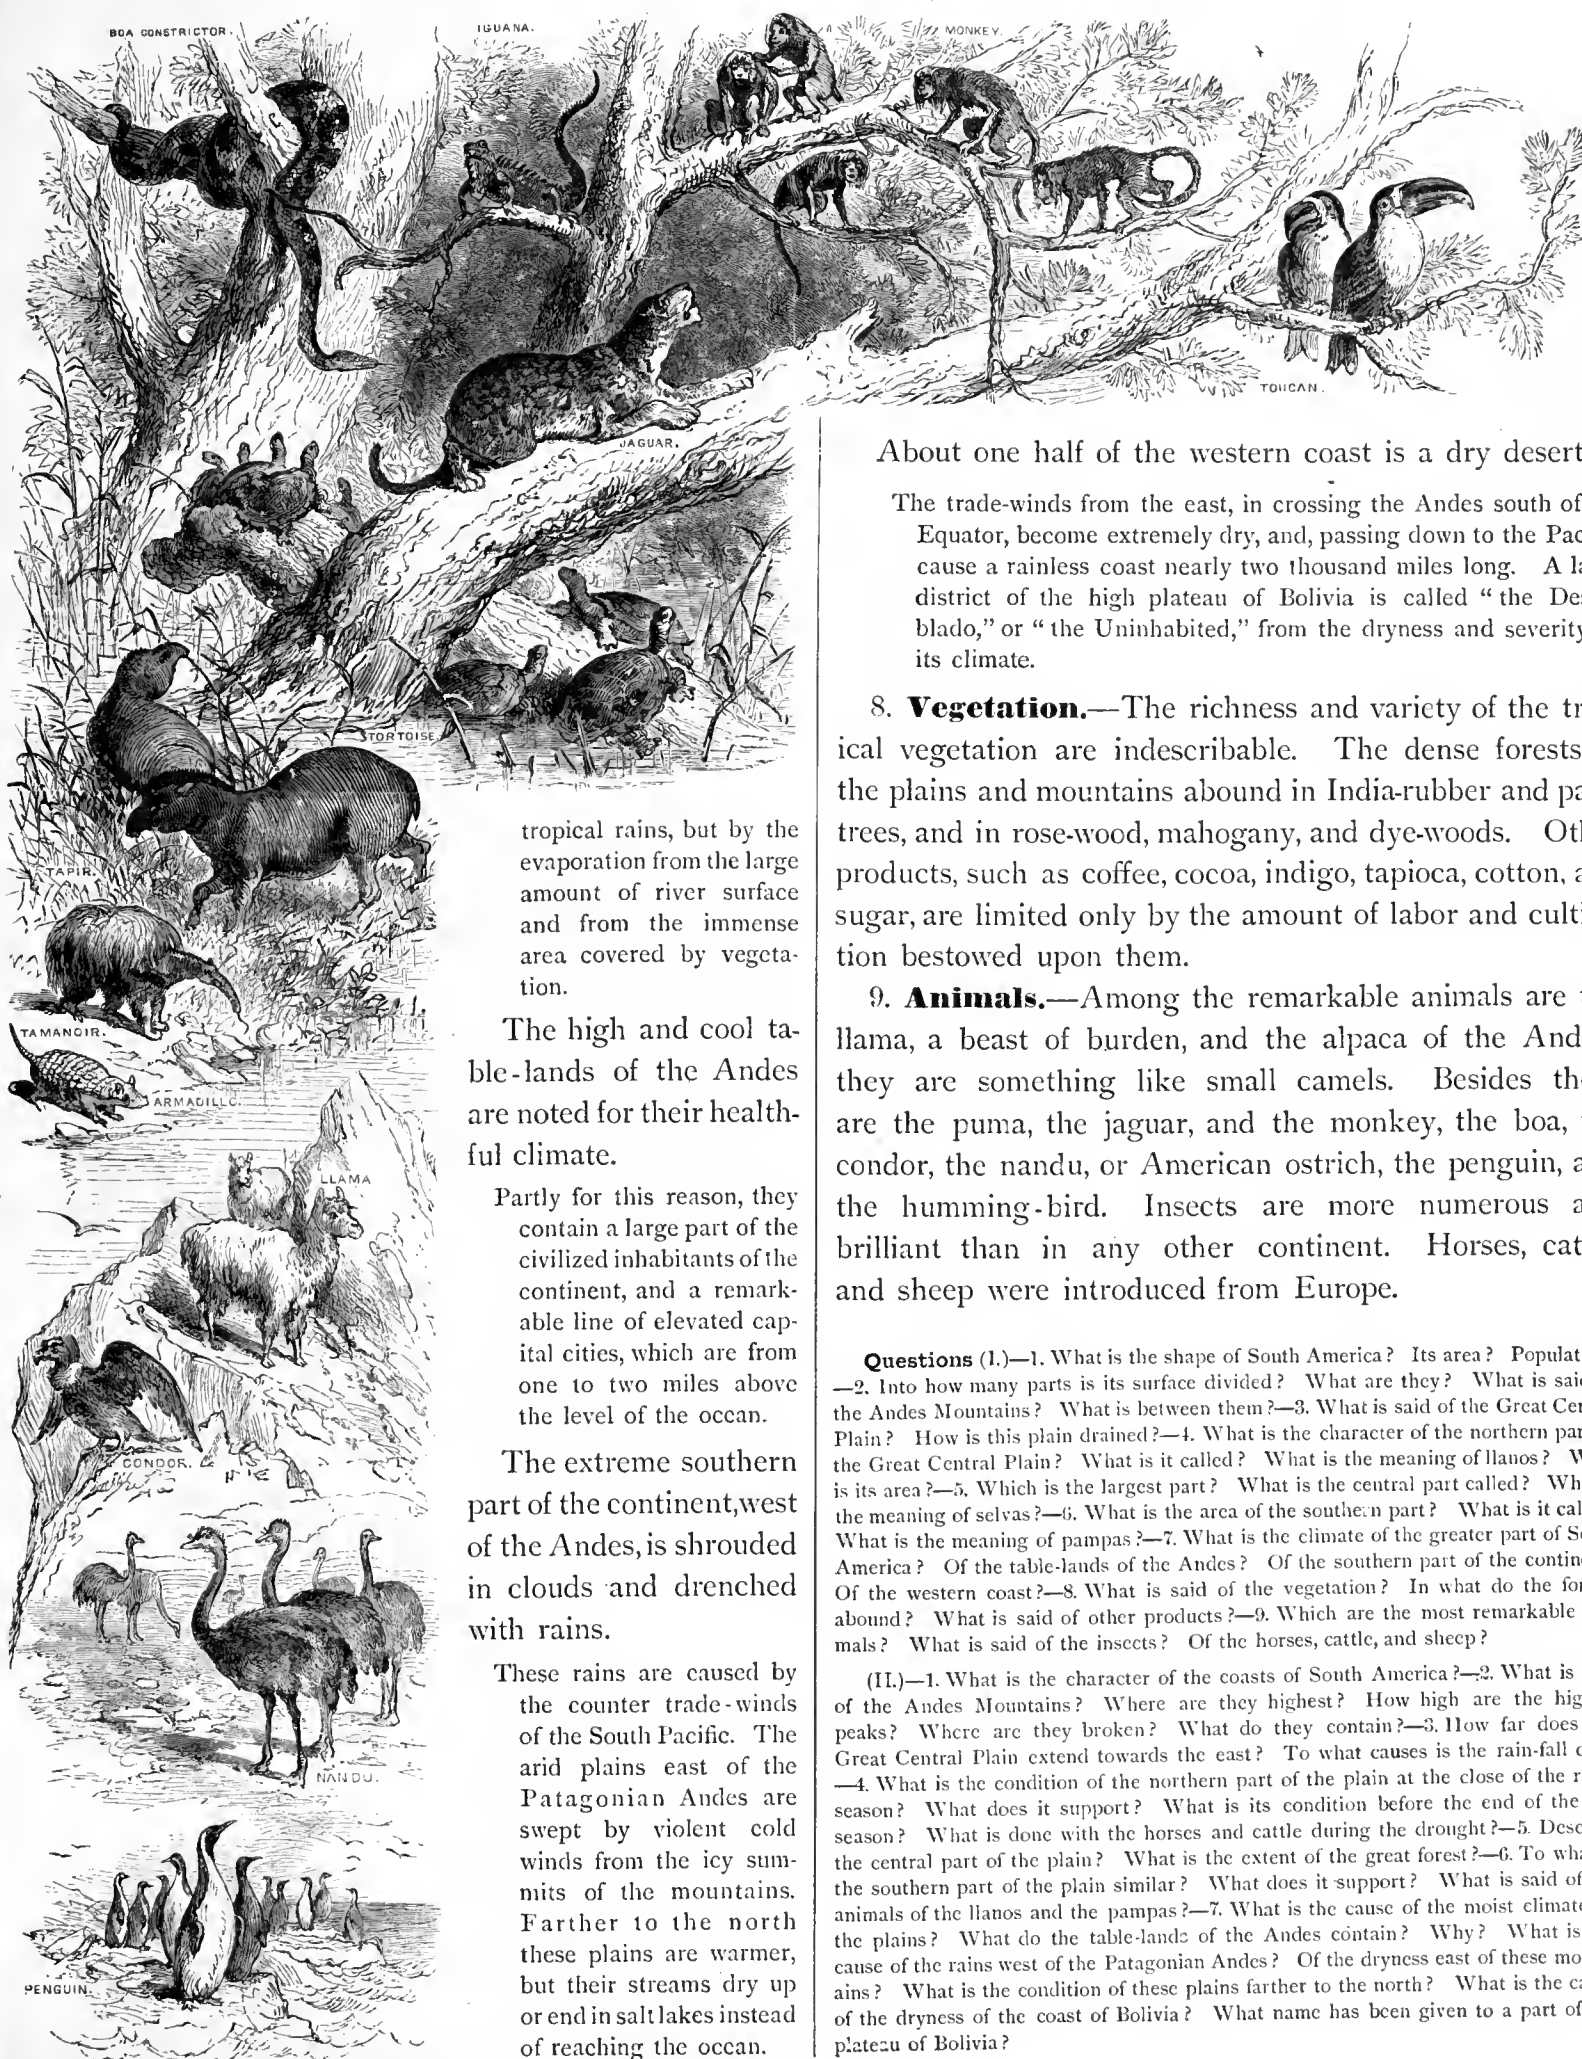 BOA CONSTRICTOR.
IGUANA.
MONKEY.
TOUCAN.
JAGUAR.
TORTOISE.
TAPIR.
TAMANOIR.
ARMADILLO.
LLAMA
CONDOR.
NANDU.
PENGUIN.
tropical rains, but by the
evaporation from the large
amount of river surface
and from the immense
area covered by vegeta-
tion.
The high and cool ta-
ble-lands of the Andes
are noted for their health-
ful climate.
Partly for this reason, they
contain a large part of the
civilized inhabitants of the
continent, and a remark-
able line of elevated cap-
ital cities, which are from
one to two miles above
the level of the ocean.
The extreme southern
part of the continent, west
of the Andes, is shrouded
in clouds and drenched
with rains.
These rains are caused by
the counter trade-winds
of the South Pacific. The
arid plains east of the
Patagonian Andes are
swept by violent cold
winds from the icy sum-
mits of the mountains.
Farther to the north
these plains are warmer,
but their streams dry up
or end in salt lakes instead
of reaching the ocean.
About one half of the western coast is a dry desert
The trade-winds from the east, in crossing the Andes south of
Equator, become extremely dry, and, passing down to the Pac
cause a rainless coast nearly two thousand miles long. A la
district of the high plateau of Bolivia is called “the Des
blado,” or “the Uninhabited,” from the dryness and severity
its climate.
8. Vegetation.—The richness and variety of the tr
ical vegetation are indescribable. The dense forests
the plains and mountains abound in India-rubber and pa
trees, and in rose-wood, mahogany, and dye-woods. Oth
products, such as coffee, cocoa, indigo, tapioca, cotton, a
sugar, are limited only by the amount of labor and culti
tion bestowed upon them.
9. Animals.—Among the remarkable animals are t
llama, a beast of burden, and the alpaca of the And
they are something like small camels. Besides th
are the puma, the jaguar, and the monkey, the boa,
condor, the nandu, or American ostrich, the penguin, a
the humming-bird. Insects are more numerous a
brilliant than in any other continent. Horses, catt
and sheep were introduced from Europe.
Questions (I.)—1. What is the shape of South America? Its area? Populat
—2. Into how many parts is its surface divided? What are they? What is said
the Andes Mountains? What is between them?—3. What is said of the Great Cen
Plain? How is this plain drained?—4. What is the character of the northern par
the Great Central Plain? What is it called? What is the meaning of llanos? W
is its area?—5. Which is the largest part? What is the central part called? Wh
the meaning of selvas?—6. What is the area of the southern part? What is it cal
What is the meaning of pampas?—7. What is the climate of the greater part of So
America? Of the table-lands of the Andes? Of the southern part of the contine
Of the western coast?—8. What is said of the vegetation? In what do the for
abound? What is said of other products?—9. Which are the most remarkable
mals? What is said of the insects? Of the horses, cattle, and sheep?
(II.)—1. What is the character of the coasts of South America?—2. What is
of the Andes Mountains? Where are they highest? How high are the hig
peaks? Where are they broken? What do they contain?—3. How far does
Great Central Plain extend towards the east? To what causes is the rain-fall d
—4. What is the condition of the northern part of the plain at the close of the r
season? What does it support? What is its condition before the end of the
season? What is done with the horses and cattle during the drought?—5. Desc
the central part of the plain? What is the extent of the great forest?—6. To wha
the southern part of the plain similar? What does it support? What is said of
animals of the llanos and the pampas?—7. What is the cause of the moist climate
the plains? What do the table-lands of the Andes contain? Why? What is
cause of the rains west of the Patagonian Andes? Of the dryness east of these mo
ains? What is the condition of these plains farther to the north? What is the ca
of the dryness of the coast of Bolivia? What name has been given to a part of
plateau of Bolivia?